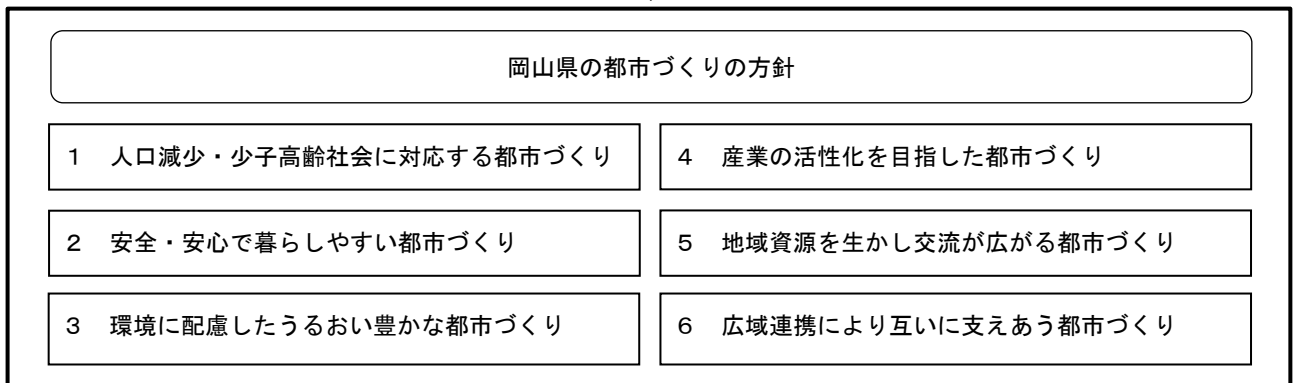 岡山県の都市づくりの方針
１　人口減少・少子高齢社会に対応する都市づくり
２　安全・安心で暮らしやすい都市づくり
３　環境に配慮したうるおい豊かな都市づくり
４　産業の活性化を目指した都市づくり
５　地域資源を生かし交流が広がる都市づくり
６　広域連携により互いに支えあう都市づくり